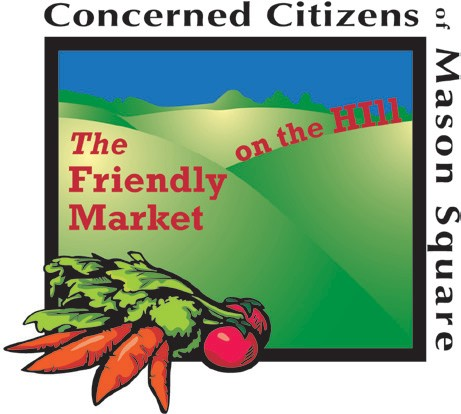 Concerned Citizens
of Mason Square
The
Friendly
Market
on the HIll